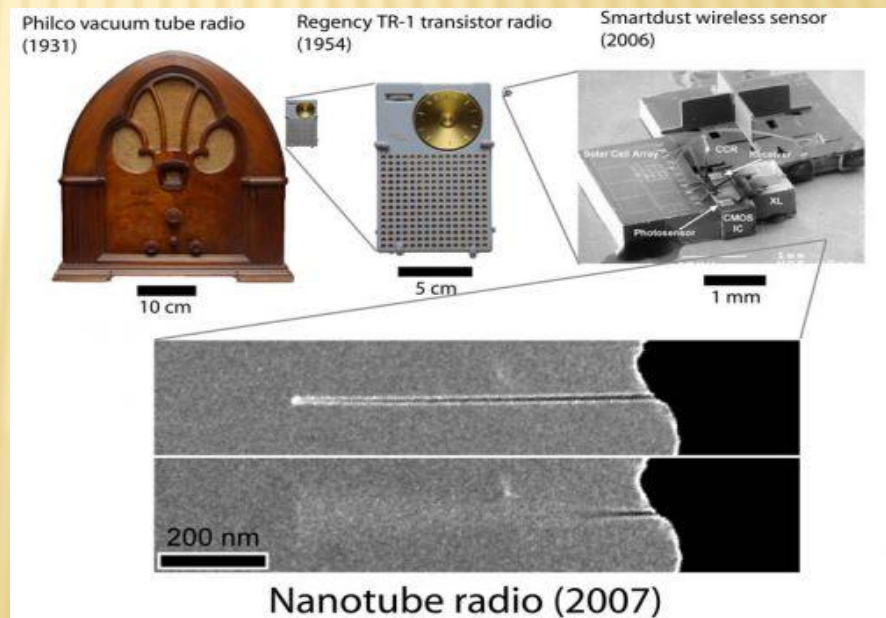 Philco vacuum tube radio
(1931)
Regency TR-1 transistor radio
(1954)
Smartdust wireless sensor
(2006)
Solar Cell Array
CCR
Receiver
XL
CMOS
IC
Photosensor
10 cm
5 cm
1 mm
200 nm
Nanotube radio (2007)